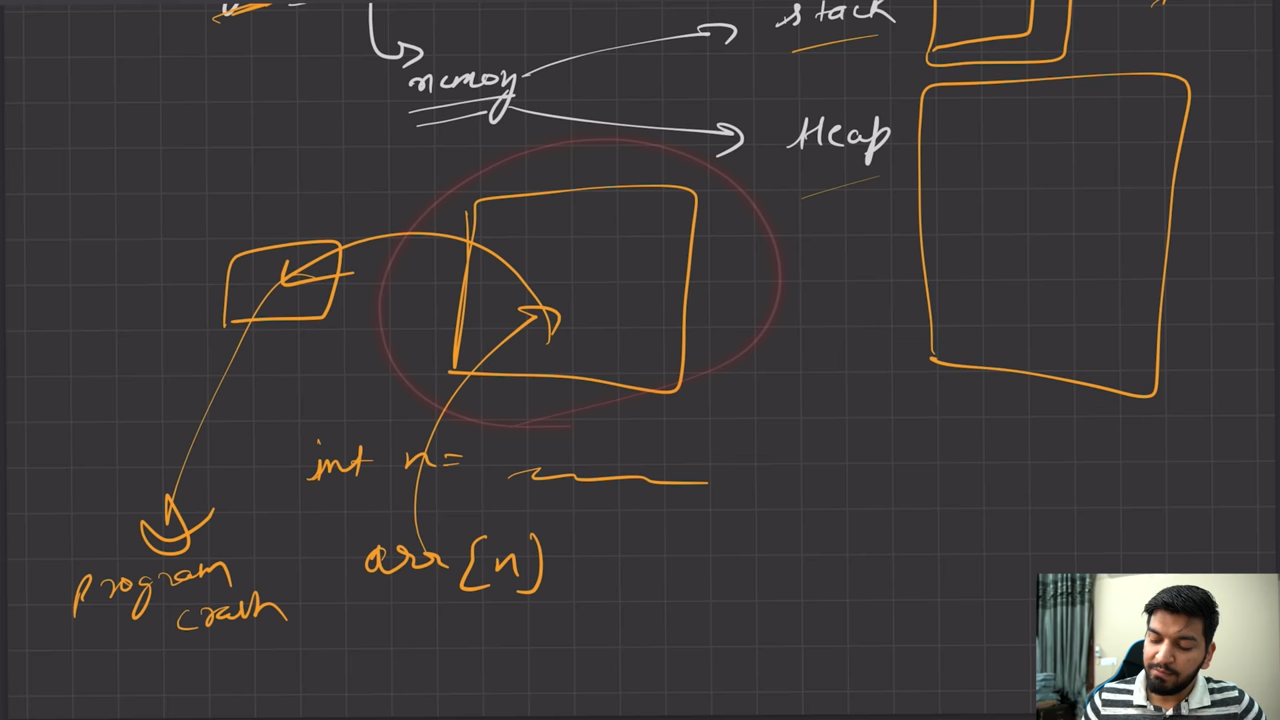 stack
memory
Heap
int n=
arr[n]
program
crash